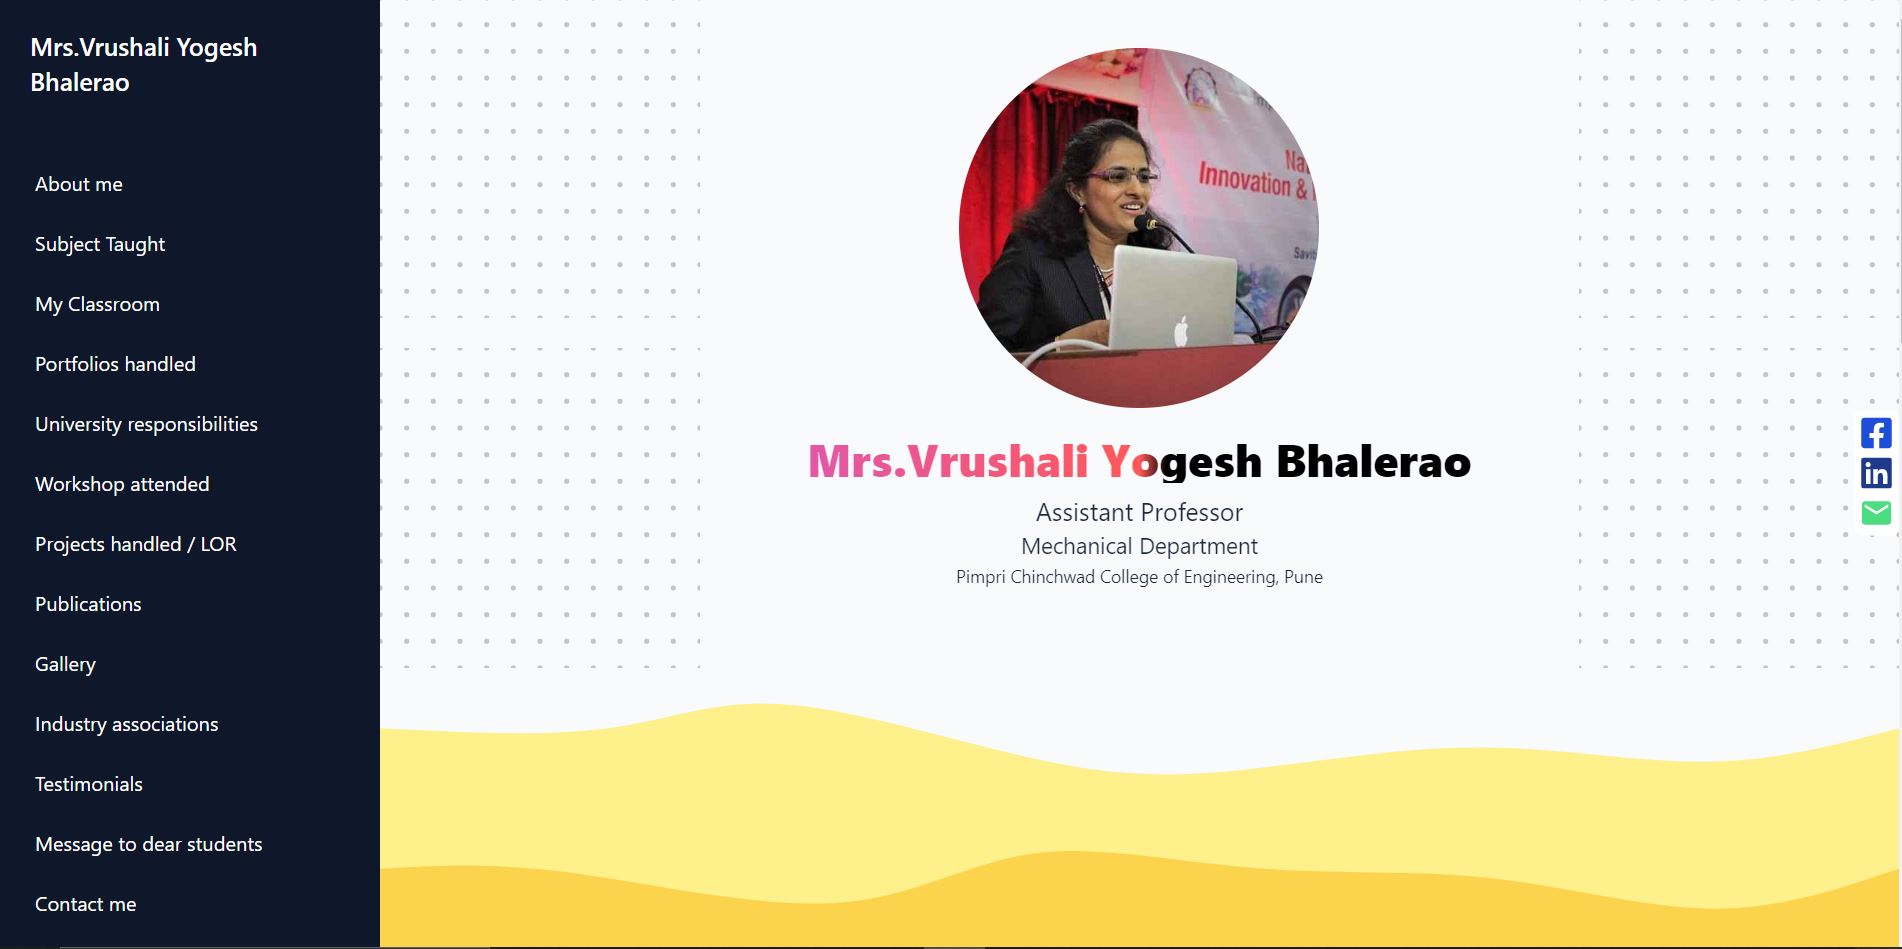 Mrs.Vrushali Yogesh
Bhalerao
About me
Subject Taught
My Classroom
Portfolios handled
University responsibilities
Workshop attended
Projects handled / LOR
Publications
Gallery
Industry associations
Testimonials
Message to dear students
Contact me
Innovation &
Mrs.Vrushali Yogesh Bhalerao
Assistant Professor
Mechanical Department
Pimpri Chinchwad College of Engineering, Pune
in